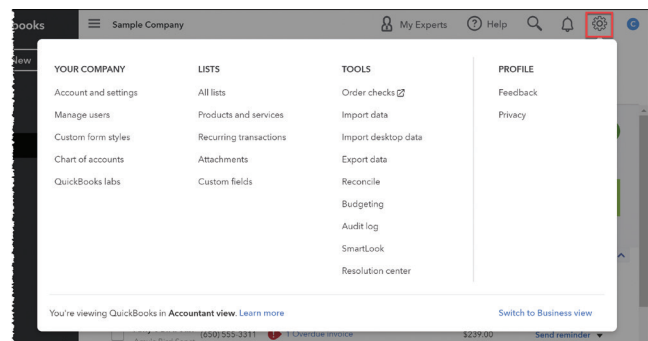 ooks
Sample Company
My Experts
Help
C
New
YOUR COMPANY
Account and settings
Manage users
Custom form styles
Chart of accounts
QuickBooks labs
LISTS
All lists
Products and services
Recurring transactions
Attachments
Custom fields
TOOLS
Order checks
Import data
Import desktop data
Export data
Reconcile
Budgeting
Audit log
SmartLook
Resolution center
PROFILE
Feedback
Privacy
You're viewing QuickBooks in Accountant view. Learn more
Switch to Business view
(650) 555-3311 1 Overdue invoice $239.00 Send reminder